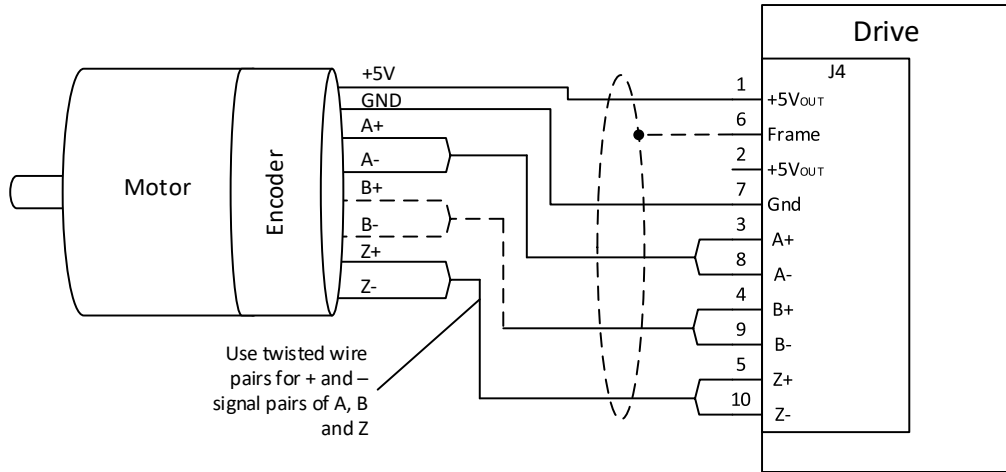 Drive
J4
Motor
Encoder
+5V
GND
A+
A-
B+
B-
Z+
Z-
Use twisted wire
pairs for + and –
signal pairs of A, B
and Z
1
+5VOUT
6
Frame
2
+5VOUT
7
Gnd
3
A+
8
A-
4
B+
9
B-
5
Z+
10
Z-